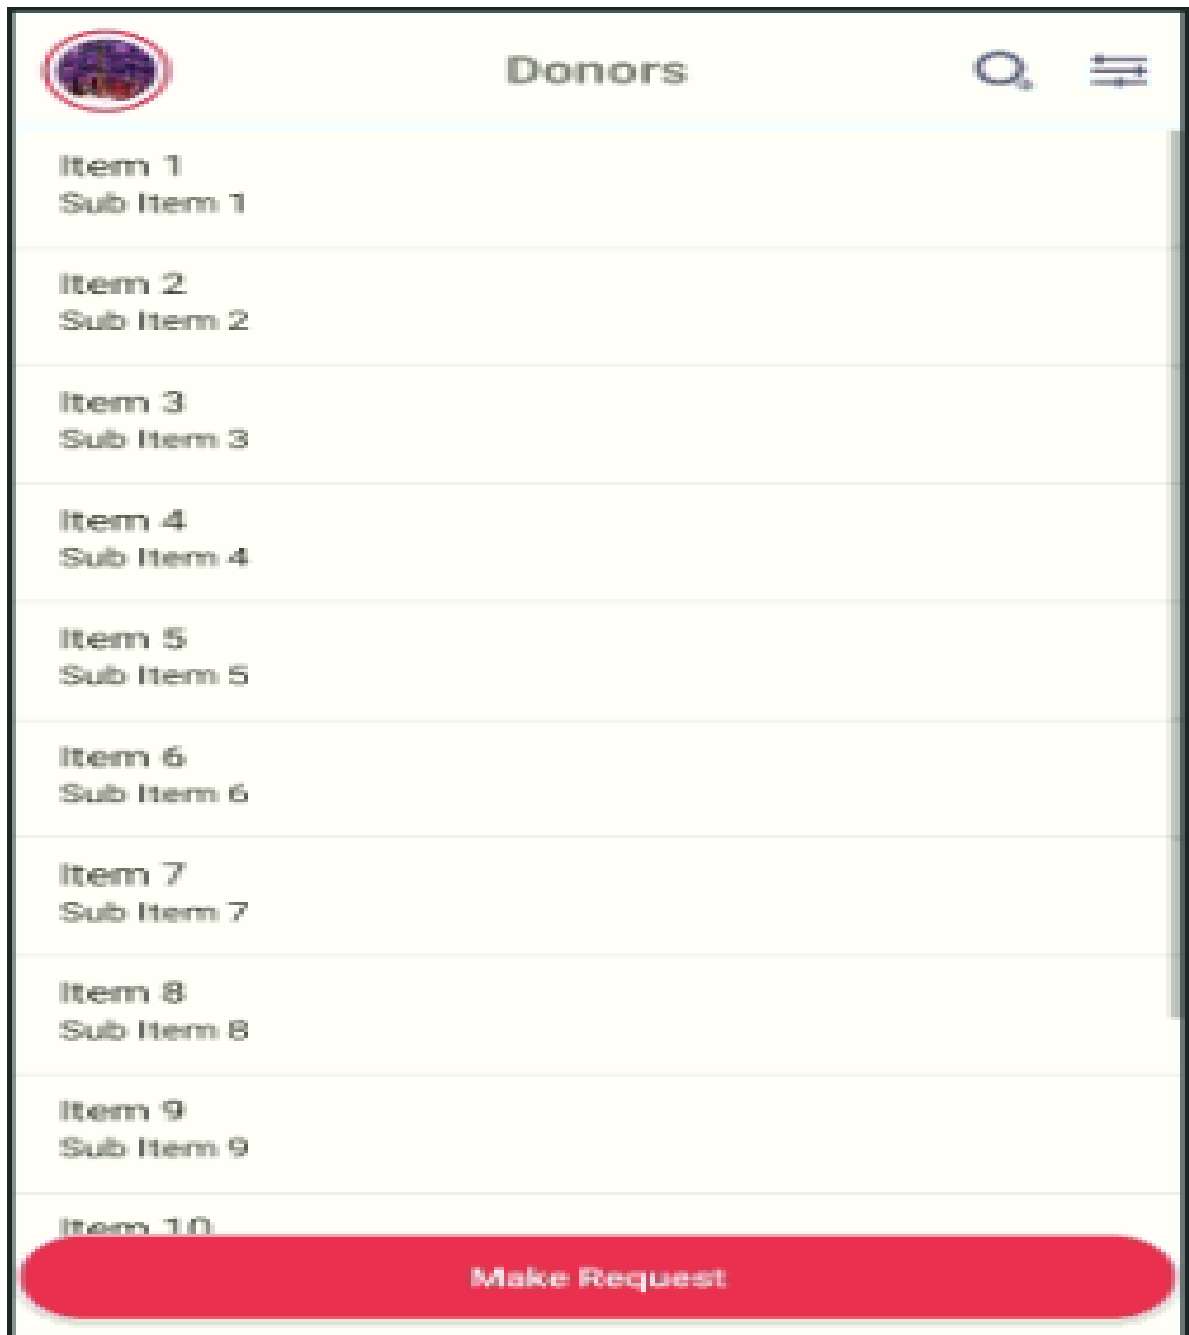 Donors
Item 1
Sub Item 1
Item 2
Sub Item 2
Item 3
Sub Item 3
Item 4
Sub Item 4
Item 5
Sub Item 5
Item 6
Sub Item 6
Item 7
Sub Item 7
Item 8
Sub Item 8
Item 9
Sub Item 9
Item 10
Make Request